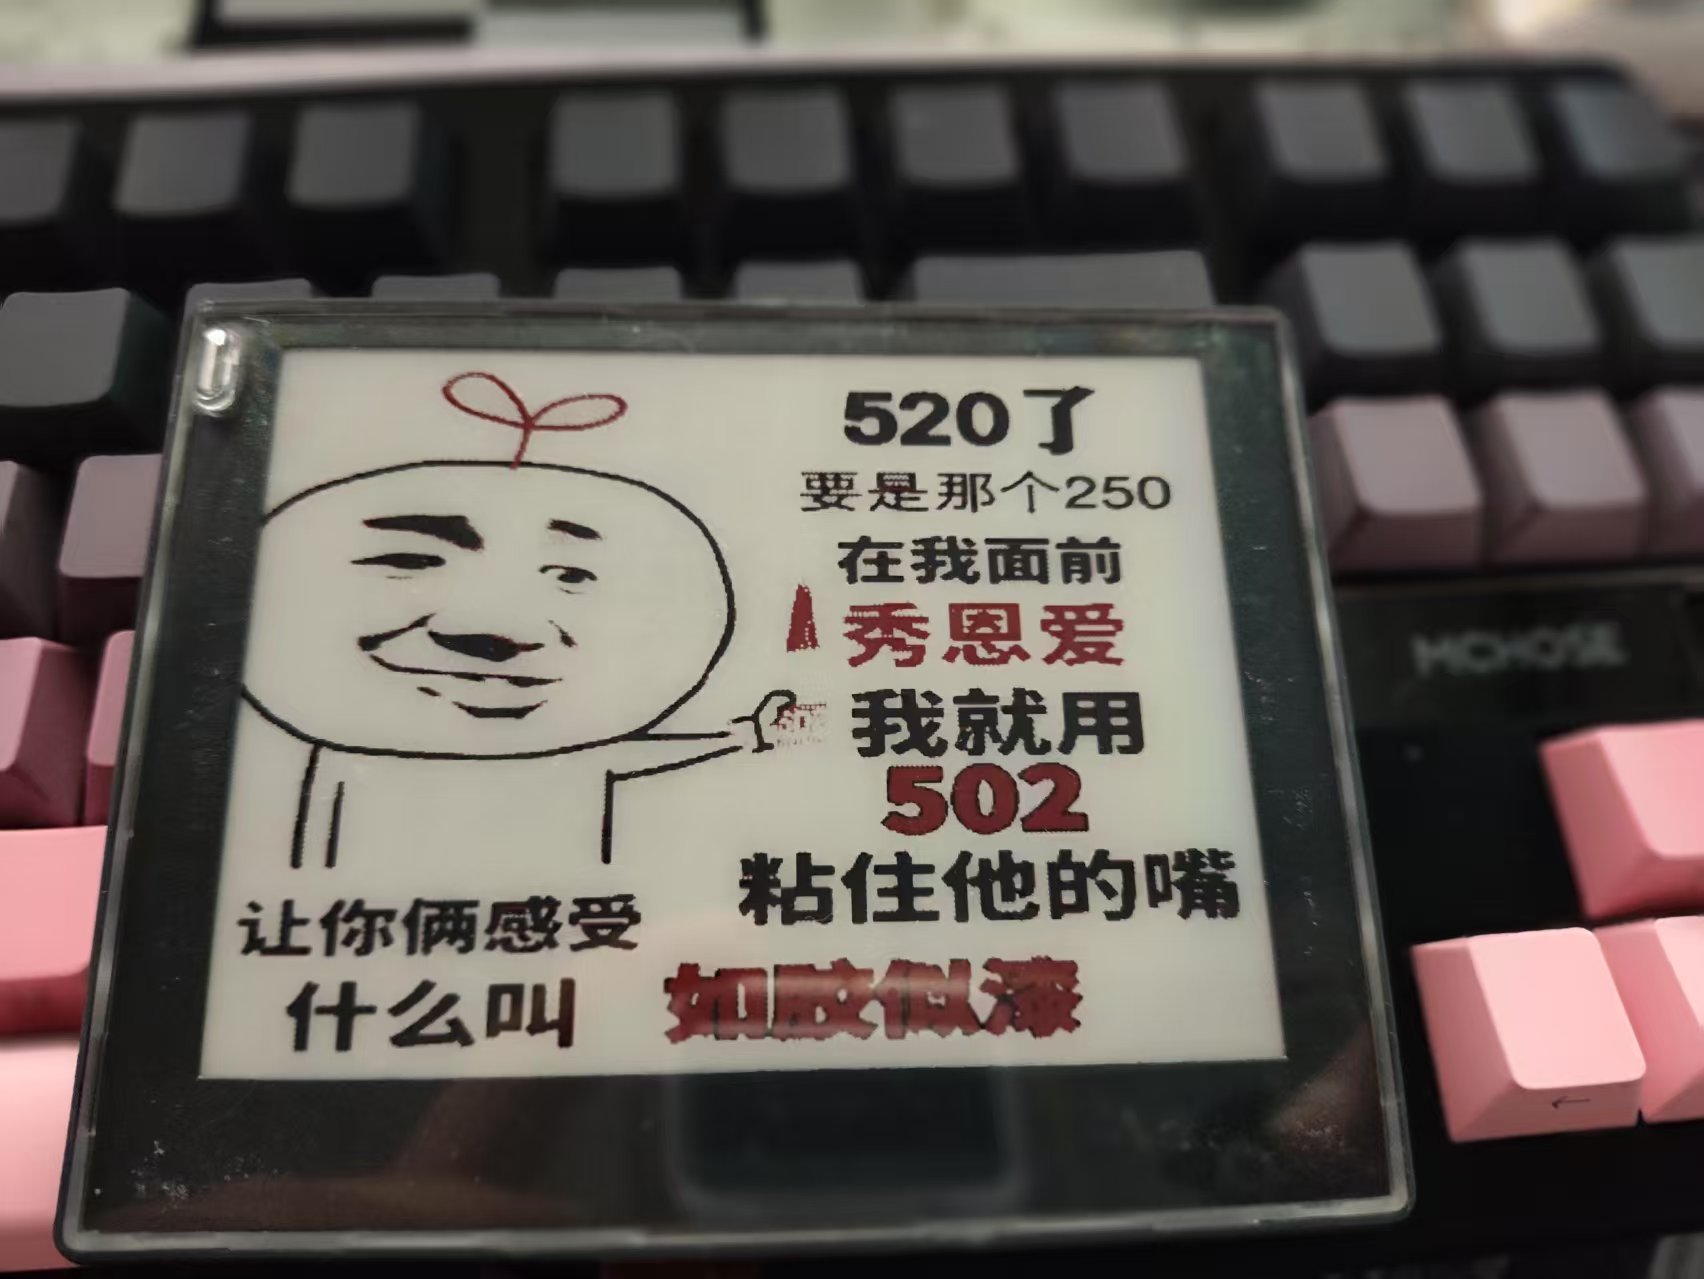 520了
要是那个250
在我面前
秀恩爱
我就用
502
粘住他的嘴
让你俩感受
什么叫 如胶似漆
MCHOSE
←